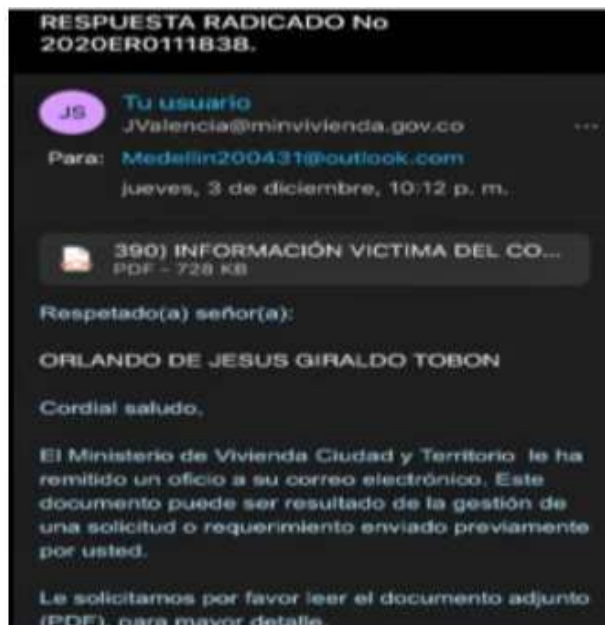 RESPUESTA RADICADO No
2020ER0111838.
JS
Tu usuario
JValencia@minvivienda.gov.co
...
Para: Medellin200431@outlook.com
jueves, 3 de diciembre, 10:12 p. m.
390) INFORMACIÓN VICTIMA DEL CO...
PDF - 728 KB
Respetado(a) señor(a):
ORLANDO DE JESUS GIRALDO TOBON
Cordial saludo,
El Ministerio de Vivienda Ciudad y Territorio le ha
remitido un oficio a su correo electrónico. Este
documento puede ser resultado de la gestión de
una solicitud o requerimiento enviado previamente
por usted.
Le solicitamos por favor leer el documento adjunto
(PDF), para mayor detalle.